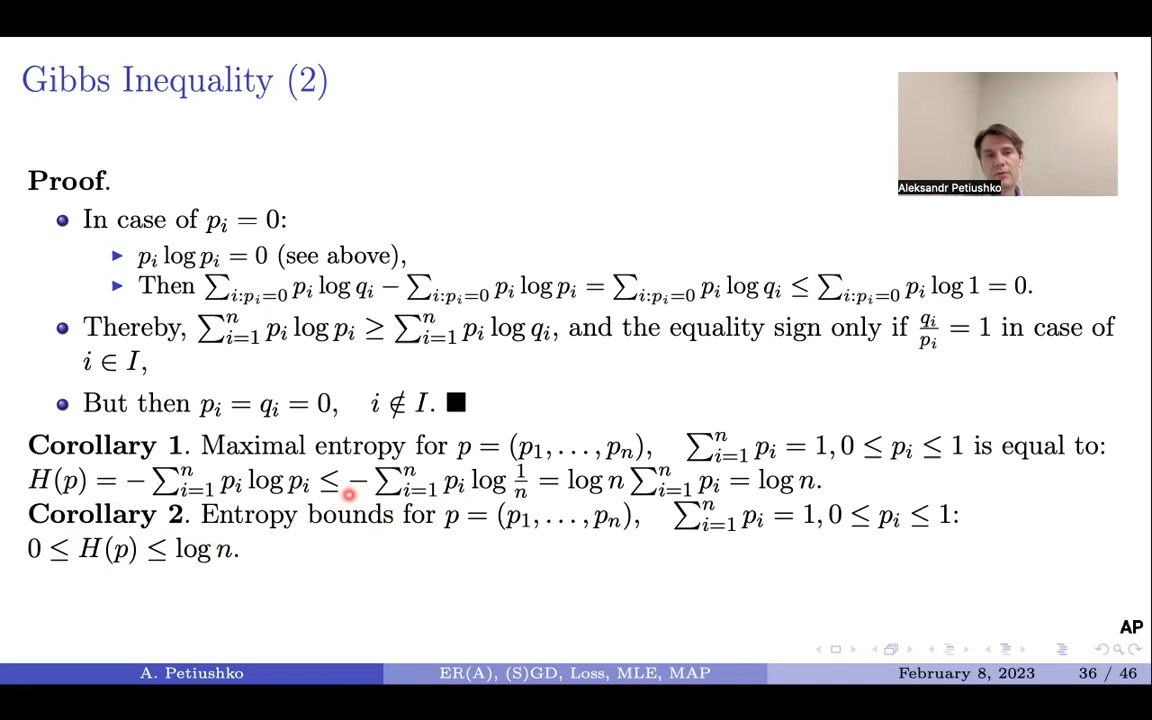 Gibbs Inequality (2)
Aleksandr Petiushko
Proof.
In case of p_i = 0:
p_i log p_i = 0 (see above),
Then ∑_{i:p_i=0} p_i log q_i − ∑_{i:p_i=0} p_i log p_i = ∑_{i:p_i=0} p_i log q_i ≤ ∑_{i:p_i=0} p_i log 1 = 0.
Thereby, ∑_{i=1}^n p_i log p_i ≥ ∑_{i=1}^n p_i log q_i, and the equality sign only if q_i/p_i = 1 in case of
i ∈ I,
But then p_i = q_i = 0, i ∉ I. ■
Corollary 1. Maximal entropy for p = (p_1, . . . , p_n), ∑_{i=1}^n p_i = 1, 0 ≤ p_i ≤ 1 is equal to:
H(p) = − ∑_{i=1}^n p_i log p_i ≤ − ∑_{i=1}^n p_i log 1/n = log n ∑_{i=1}^n p_i = log n.
Corollary 2. Entropy bounds for p = (p_1, . . . , p_n), ∑_{i=1}^n p_i = 1, 0 ≤ p_i ≤ 1:
0 ≤ H(p) ≤ log n.
AP
A. Petiushko ER(A), (S)GD, Loss, MLE, MAP February 8, 2023 36 / 46